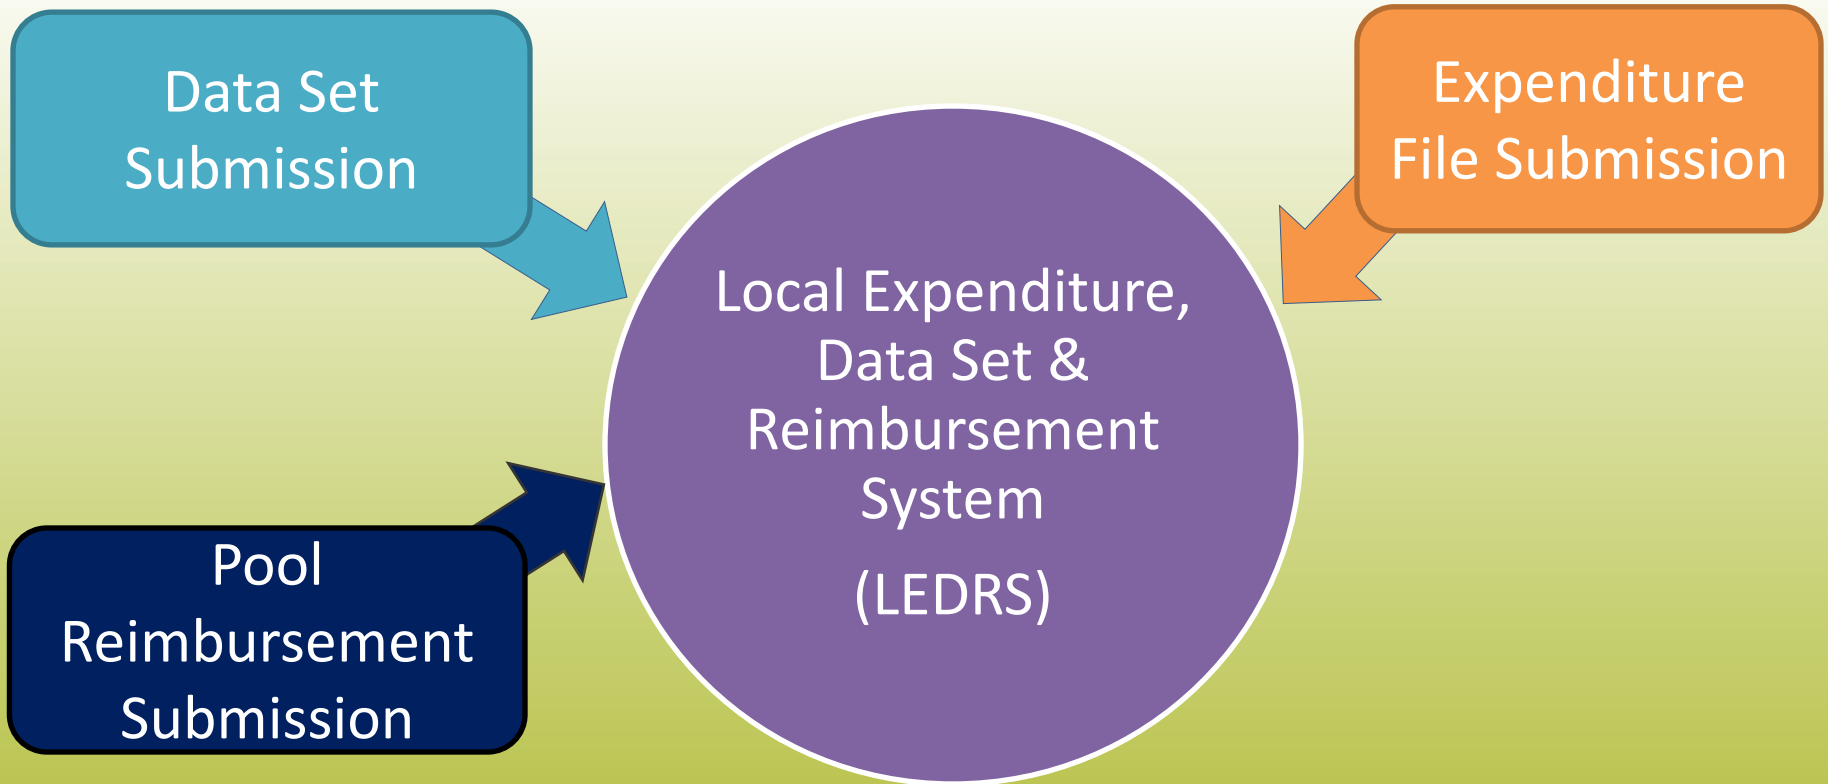 Data Set
Submission
Expenditure
File Submission
Local Expenditure,
Data Set &
Reimbursement
System
(LEDRS)
Pool
Reimbursement
Submission